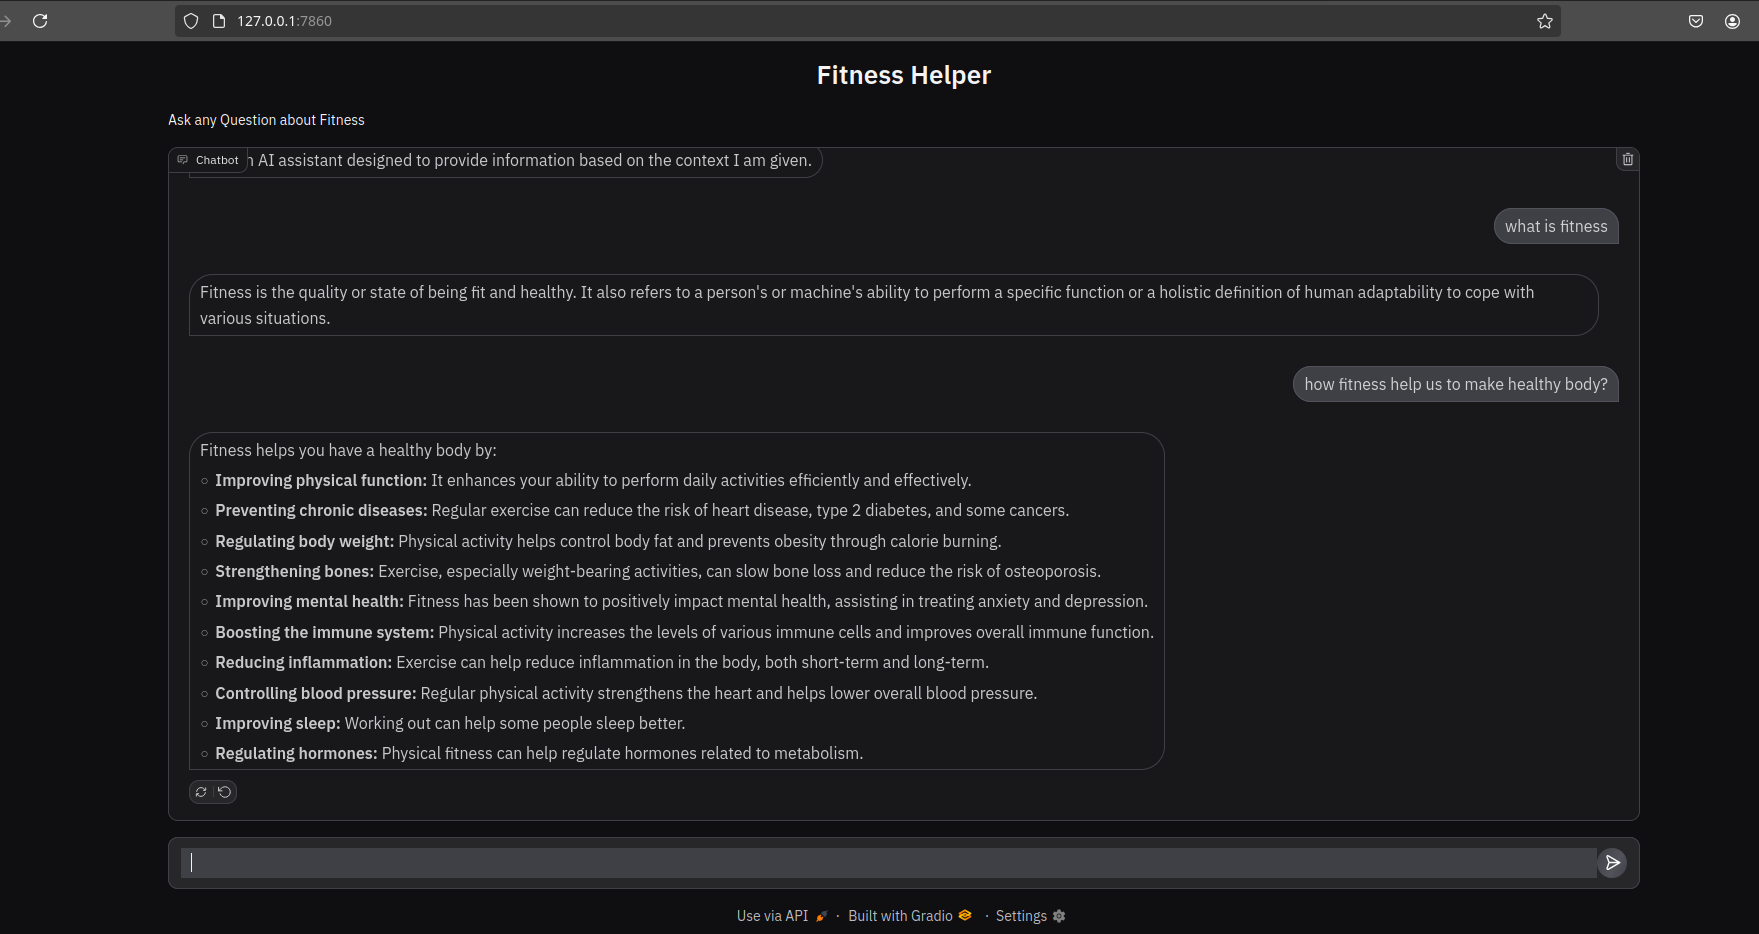 127.0.0.1:7860
Fitness Helper
Ask any Question about Fitness
Chatbot
AI assistant designed to provide information based on the context I am given.
what is fitness
Fitness is the quality or state of being fit and healthy. It also refers to a person's or machine's ability to perform a specific function or a holistic definition of human adaptability to cope with
various situations.
how fitness help us to make healthy body?
Fitness helps you have a healthy body by:
Improving physical function: It enhances your ability to perform daily activities efficiently and effectively.
Preventing chronic diseases: Regular exercise can reduce the risk of heart disease, type 2 diabetes, and some cancers.
Regulating body weight: Physical activity helps control body fat and prevents obesity through calorie burning.
Strengthening bones: Exercise, especially weight-bearing activities, can slow bone loss and reduce the risk of osteoporosis.
Improving mental health: Fitness has been shown to positively impact mental health, assisting in treating anxiety and depression.
Boosting the immune system: Physical activity increases the levels of various immune cells and improves overall immune function.
Reducing inflammation: Exercise can help reduce inflammation in the body, both short-term and long-term.
Controlling blood pressure: Regular physical activity strengthens the heart and helps lower overall blood pressure.
Improving sleep: Working out can help some people sleep better.
Regulating hormones: Physical fitness can help regulate hormones related to metabolism.
Use via API · Built with Gradio · Settings